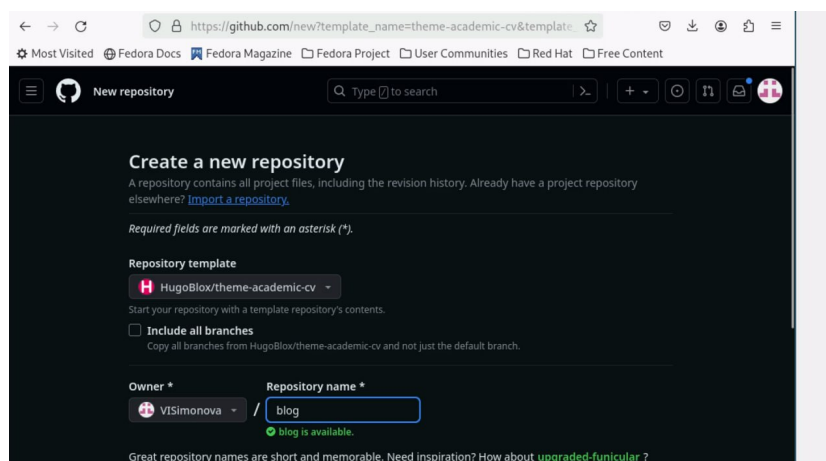 https://github.com/new?template_name=theme-academic-cv&template_
Most Visited Fedora Docs Fedora Magazine Fedora Project User Communities Red Hat Free Content
New repository Type / to search
Create a new repository
A repository contains all project files, including the revision history. Already have a project repository
elsewhere? Import a repository.
Required fields are marked with an asterisk (*).
Repository template
HugoBlox/theme-academic-cv
Start your repository with a template repository's contents.
Include all branches
Copy all branches from HugoBlox/theme-academic-cv and not just the default branch.
Owner * Repository name *
VISimonova / blog
blog is available.
Great repository names are short and memorable. Need inspiration? How about upgraded-funicular ?